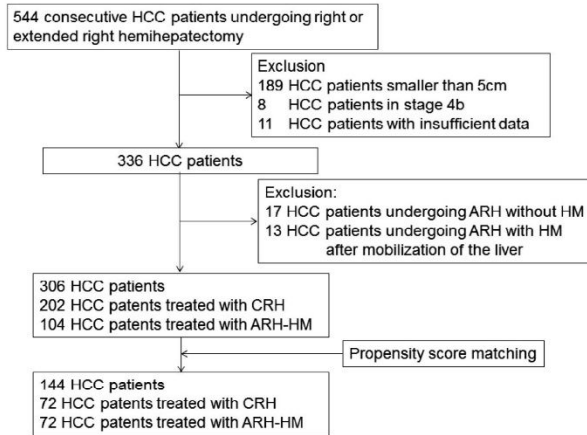 544 consecutive HCC patients undergoing right or
extended right hemihepatectomy
Exclusion
189 HCC patients smaller than 5cm
8 HCC patients in stage 4b
11 HCC patients with insufficient data
336 HCC patients
Exclusion:
17 HCC patients undergoing ARH without HM
13 HCC patients undergoing ARH with HM
after mobilization of the liver
306 HCC patients
202 HCC patents treated with CRH
104 HCC patents treated with ARH-HM
Propensity score matching
144 HCC patients
72 HCC patents treated with CRH
72 HCC patents treated with ARH-HM